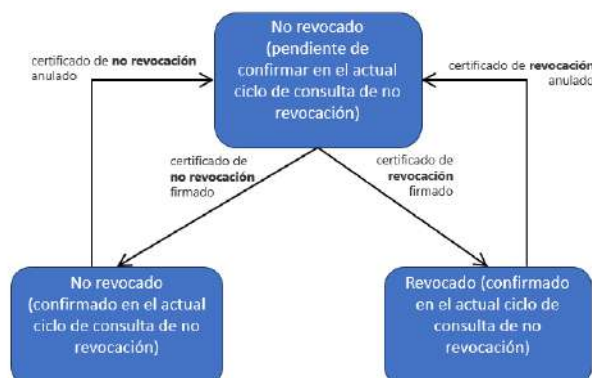 No revocado
(pendiente de
confirmar en el actual
ciclo de consulta de no
revocación)
certificado de no revocación
anulado
certificado de revocación
anulado
certificado de
no revocación
firmado
certificado de
revocación
firmado
No revocado
(confirmado en el actual
ciclo de consulta de no
revocación)
Revocado (confirmado
en el actual ciclo de
consulta de no
revocación)